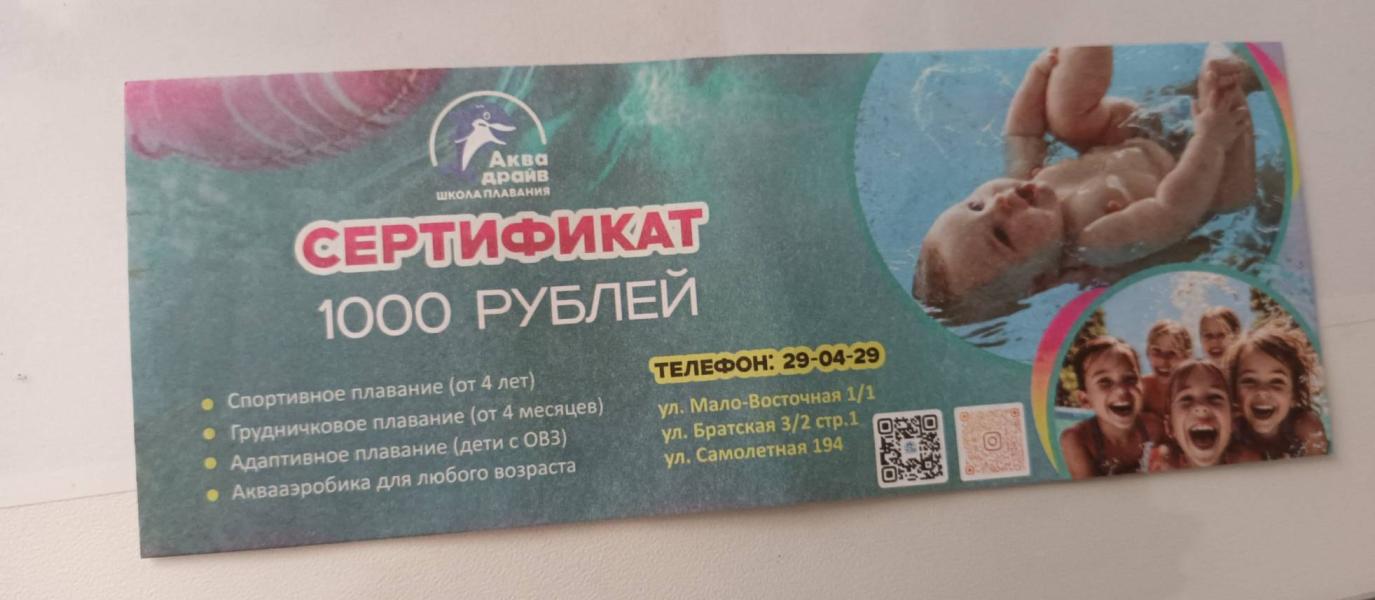 Аква
драйв
ШКОЛА ПЛАВАНИЯ
СЕРТИФИКАТ
1000 РУБЛЕЙ
Спортивное плавание (от 4 лет)
Грудничковое плавание (от 4 месяцев)
Адаптивное плавание (дети с ОВЗ)
Аквааэробика для любого возраста
ТЕЛЕФОН: 29-04-29
ул. Мало-Восточная 1/1
ул. Братская 3/2 стр.1
ул. Самолетная 194